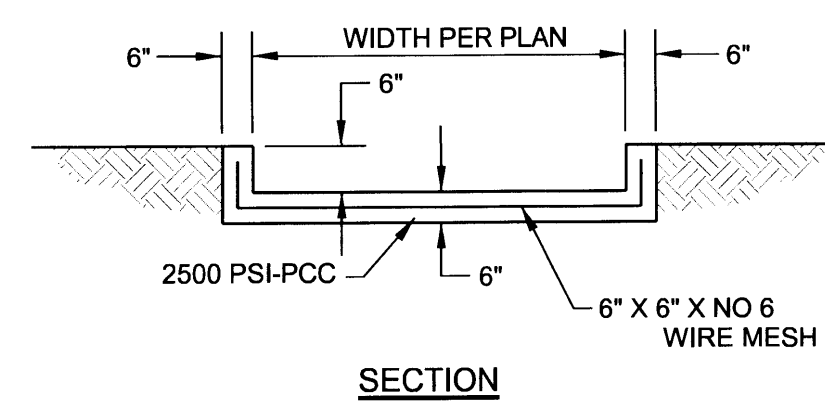 WIDTH PER PLAN
6"
6"
6"
2500 PSI-PCC
6"
6" X 6" X NO 6
WIRE MESH
SECTION